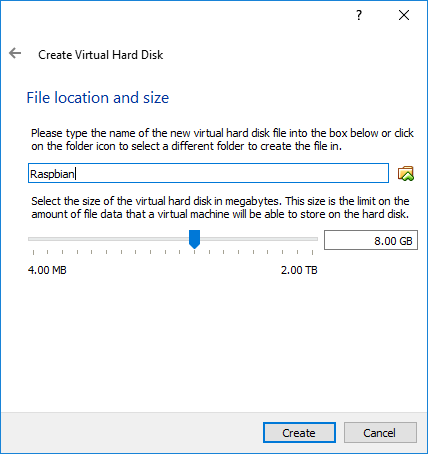 ?
Create Virtual Hard Disk
File location and size
Please type the name of the new virtual hard disk file into the box below or click
on the folder icon to select a different folder to create the file in.
Raspbian
Select the size of the virtual hard disk in megabytes. This size is the limit on the
amount of file data that a virtual machine will be able to store on the hard disk.
8.00 GB
4.00 MB 2.00 TB
Create Cancel